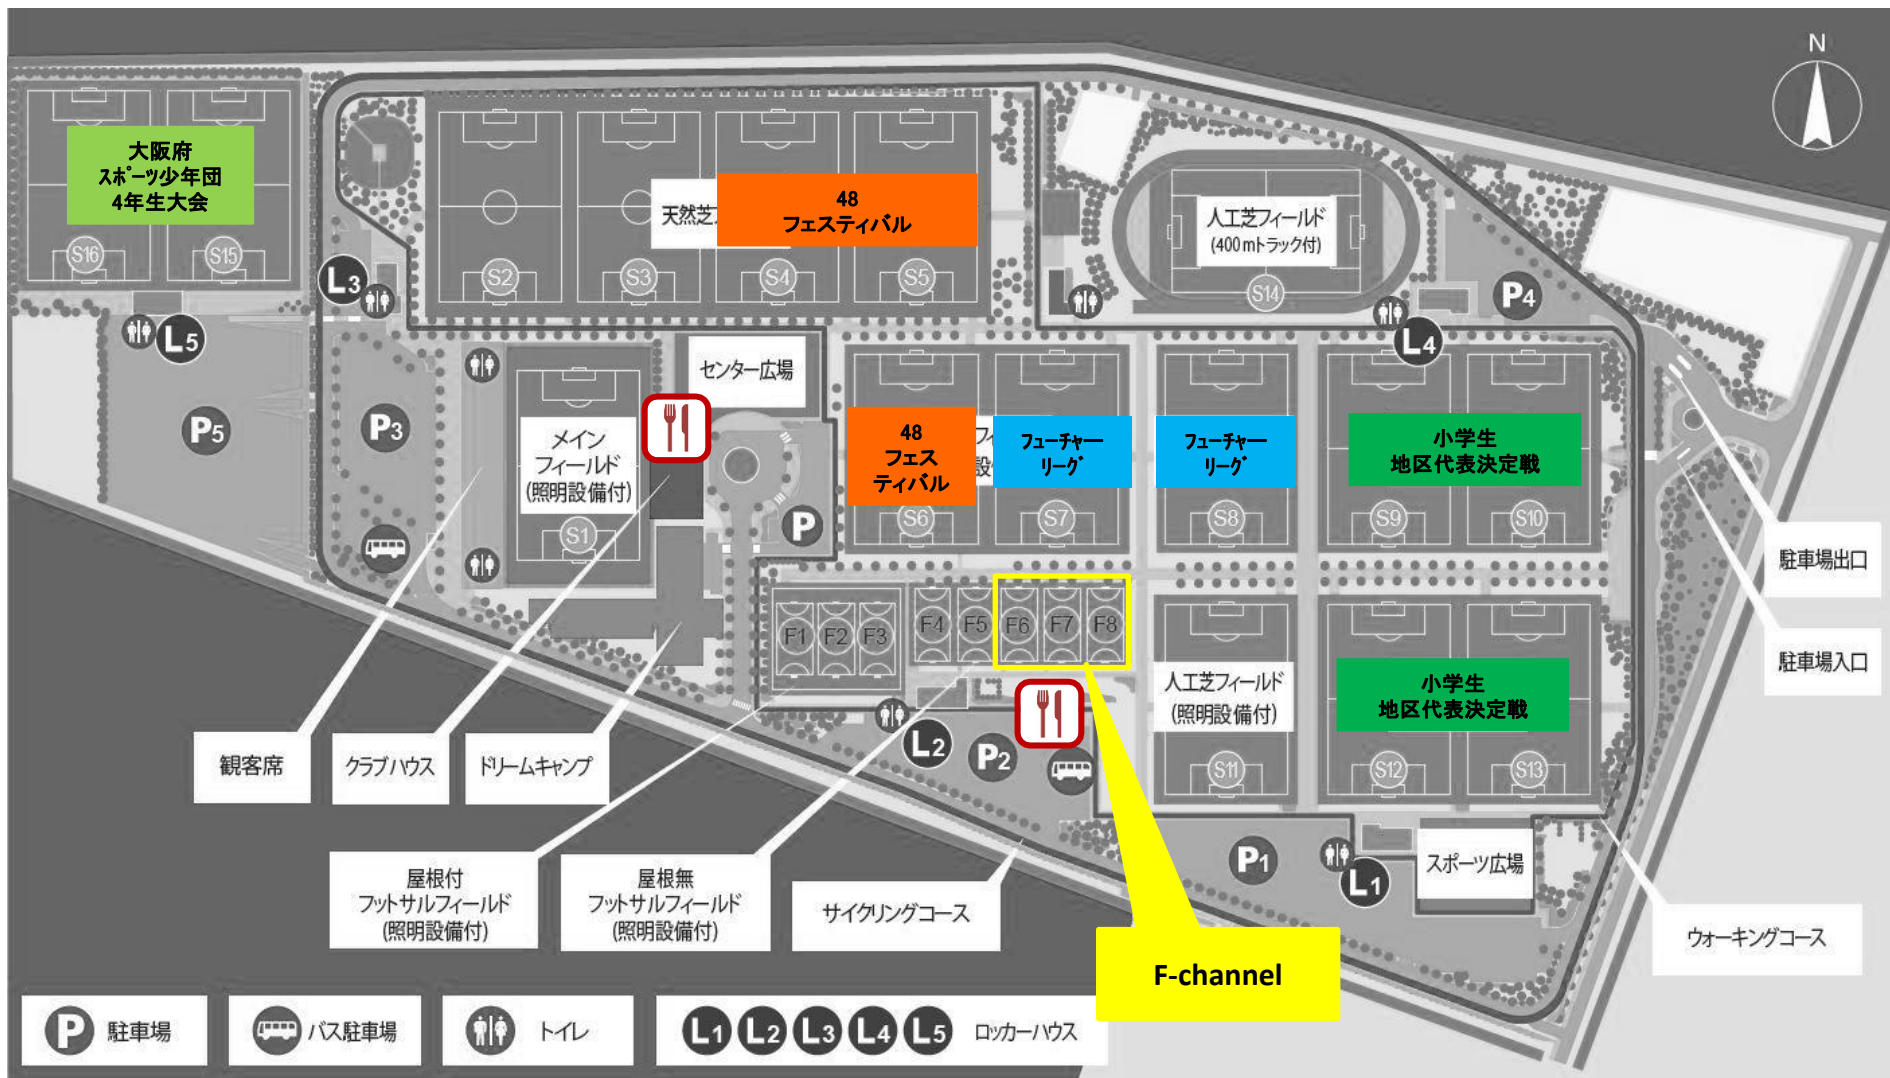 N
大阪府
スポーツ少年団
4年生大会
S16
S15
L3
L5
P5
P3
天然芝
48
フェスティバル
S2
S3
S4
S5
人工芝フィールド
(400mトラック付)
S14
P4
L4
センター広場
メイン
フィールド
(照明設備付)
S1
P
48
フェス
ティバル
フューチャー
リーグ
フューチャー
リーグ
小学生
地区代表決定戦
S6
S7
S8
S9
S10
駐車場出口
駐車場入口
F1
F2
F3
F4
F5
F6
F7
F8
人工芝フィールド
(照明設備付)
小学生
地区代表決定戦
S11
S12
S13
L2
P2
観客席
クラブハウス
ドリームキャンプ
P1
L1
スポーツ広場
屋根付
フットサルフィールド
(照明設備付)
屋根無
フットサルフィールド
(照明設備付)
サイクリングコース
ウォーキングコース
F-channel
P 駐車場
バス駐車場
トイレ
L1 L2 L3 L4 L5 ロッカーハウス